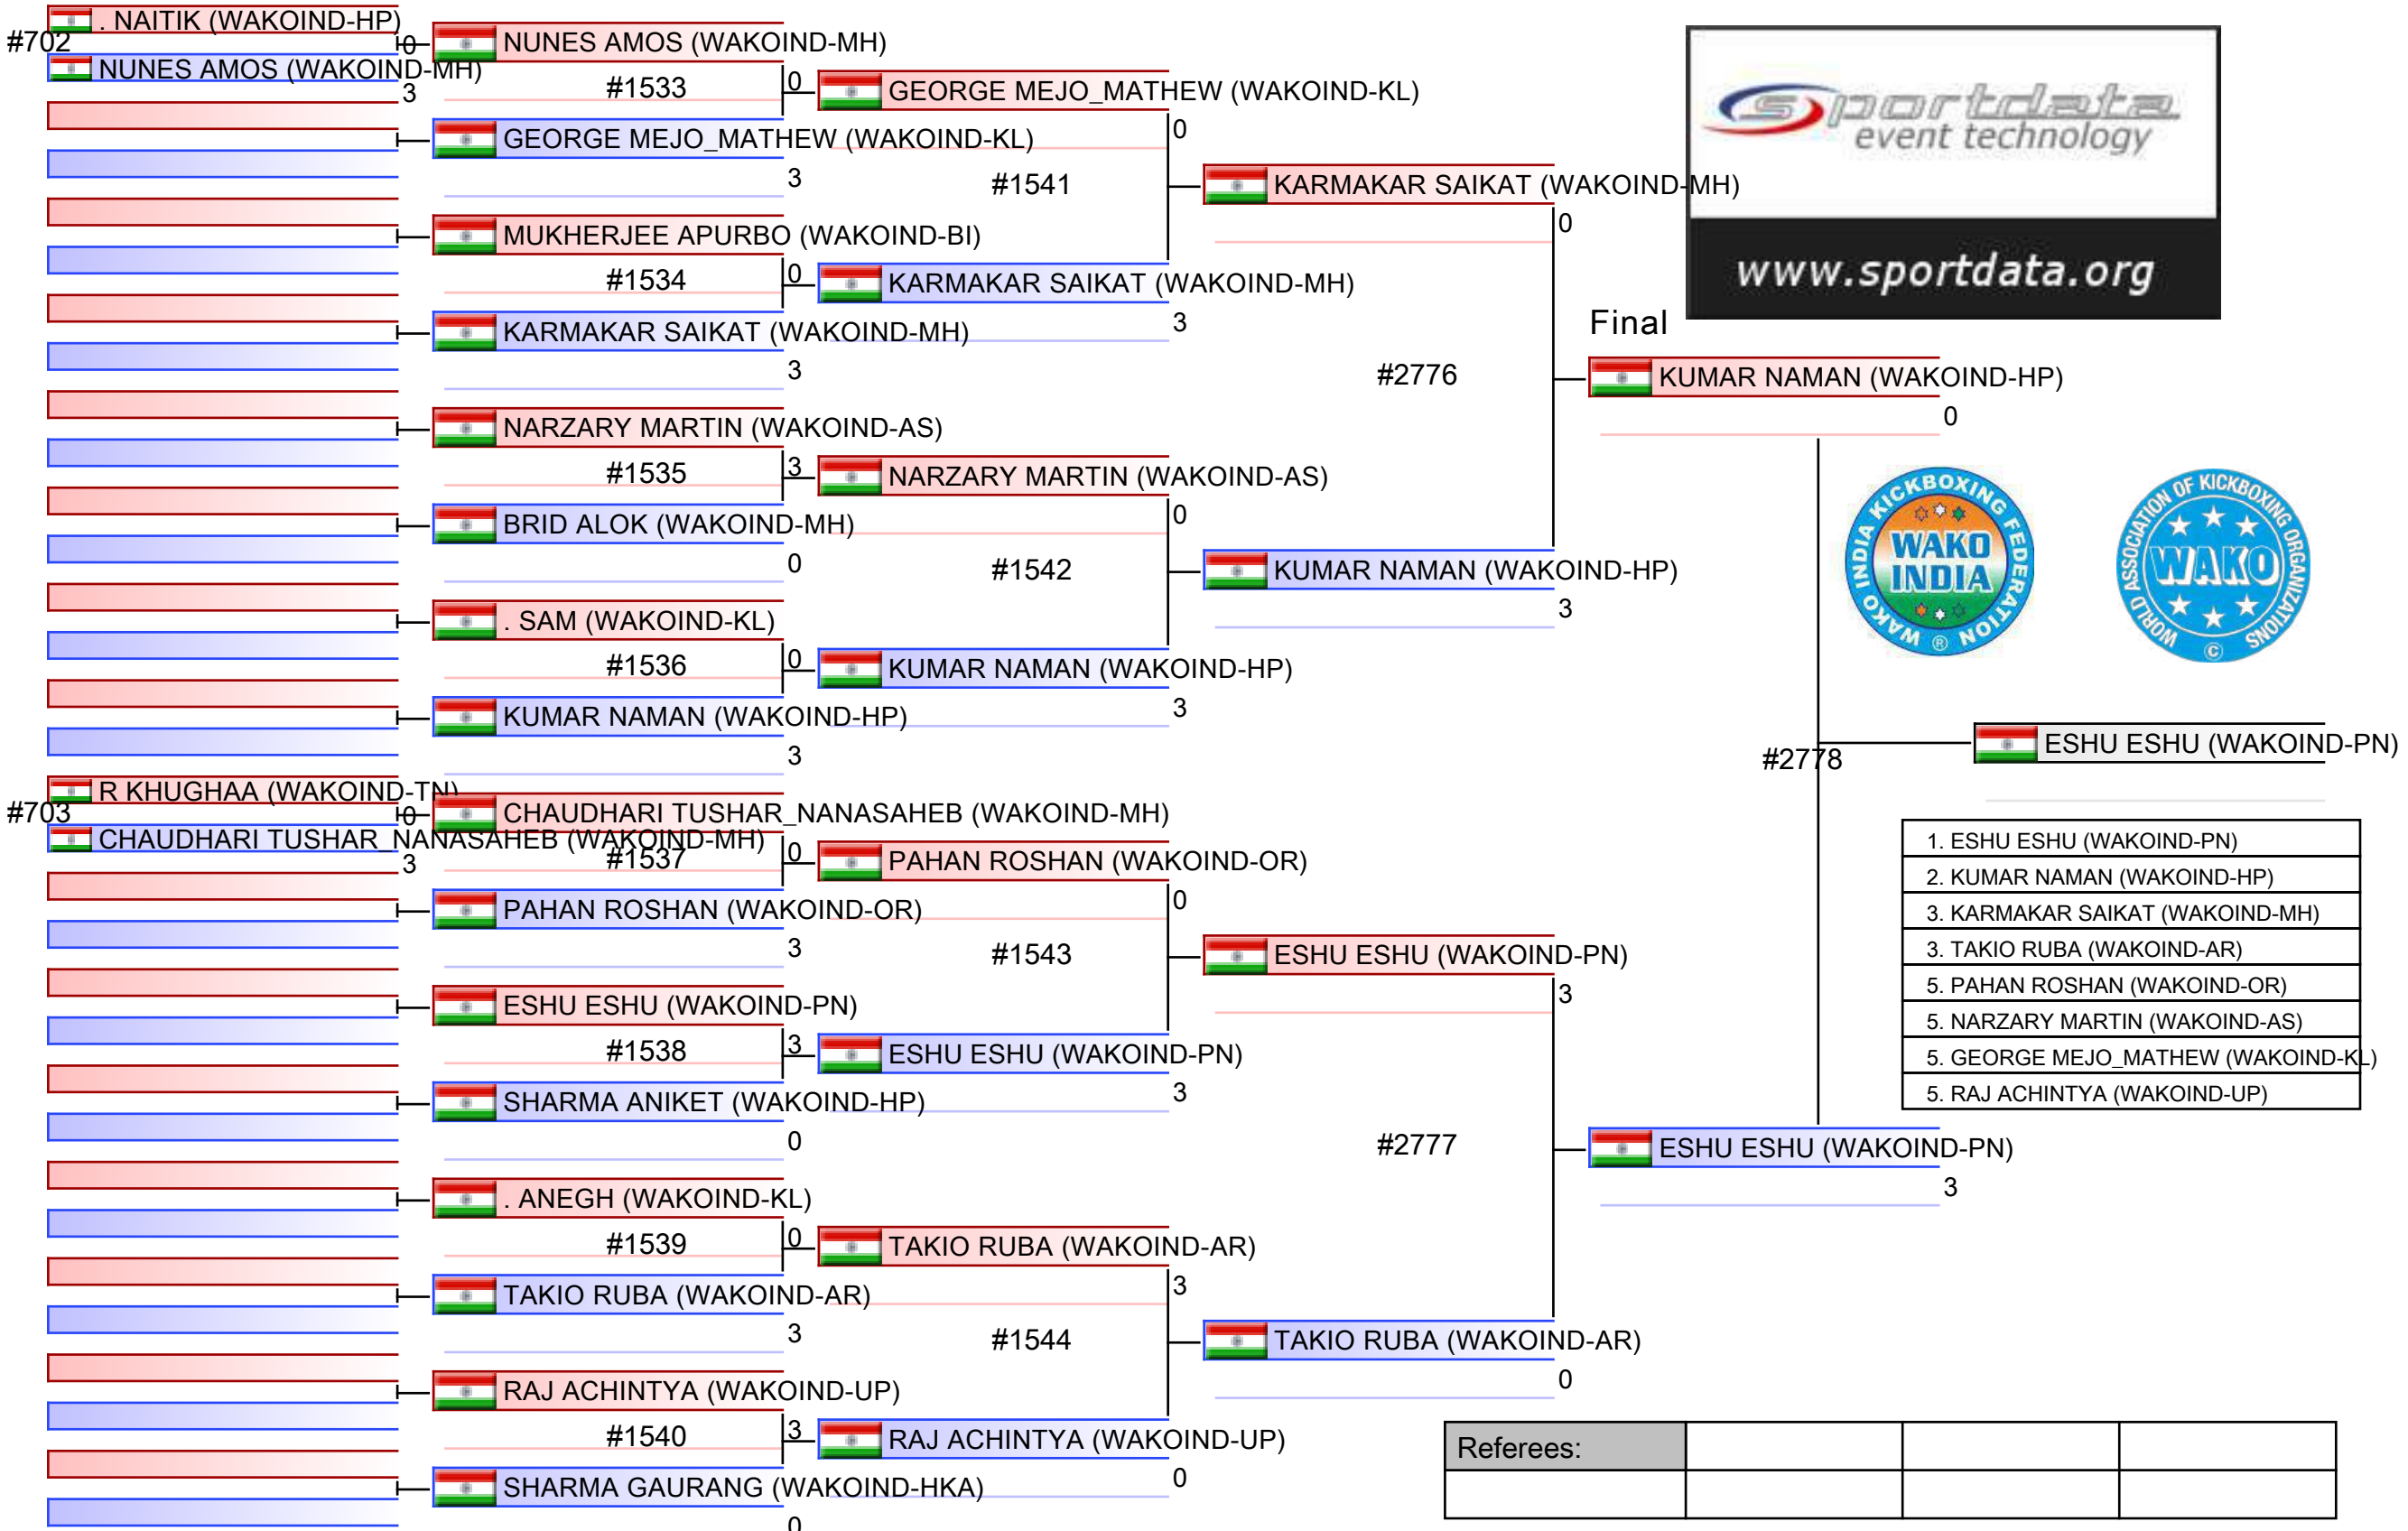 . NAITIK (WAKOIND-HP)
#702
0
NUNES AMOS (WAKOIND-MH)
3
R KHUGHAA (WAKOIND-TN)
#703
0
CHAUDHARI TUSHAR_NANASAHEB (WAKOIND-MH)
3
NUNES AMOS (WAKOIND-MH)
#1533
0
GEORGE MEJO_MATHEW (WAKOIND-KL)
3
MUKHERJEE APURBO (WAKOIND-BI)
#1534
0
KARMAKAR SAIKAT (WAKOIND-MH)
3
NARZARY MARTIN (WAKOIND-AS)
#1535
3
BRID ALOK (WAKOIND-MH)
0
. SAM (WAKOIND-KL)
#1536
0
KUMAR NAMAN (WAKOIND-HP)
3
CHAUDHARI TUSHAR_NANASAHEB (WAKOIND-MH)
#1537
0
PAHAN ROSHAN (WAKOIND-OR)
3
ESHU ESHU (WAKOIND-PN)
#1538
3
SHARMA ANIKET (WAKOIND-HP)
0
. ANEGH (WAKOIND-KL)
#1539
0
TAKIO RUBA (WAKOIND-AR)
3
RAJ ACHINTYA (WAKOIND-UP)
#1540
3
SHARMA GAURANG (WAKOIND-HKA)
0
GEORGE MEJO_MATHEW (WAKOIND-KL)
0
#1541
KARMAKAR SAIKAT (WAKOIND-MH)
3
NARZARY MARTIN (WAKOIND-AS)
0
#1542
KUMAR NAMAN (WAKOIND-HP)
3
PAHAN ROSHAN (WAKOIND-OR)
0
#1543
ESHU ESHU (WAKOIND-PN)
3
TAKIO RUBA (WAKOIND-AR)
3
#1544
RAJ ACHINTYA (WAKOIND-UP)
0
KARMAKAR SAIKAT (WAKOIND-MH)
0
#2776
KUMAR NAMAN (WAKOIND-HP)
3
ESHU ESHU (WAKOIND-PN)
3
#2777
TAKIO RUBA (WAKOIND-AR)
0
Final
KUMAR NAMAN (WAKOIND-HP)
0
#2778
ESHU ESHU (WAKOIND-PN)
3
ESHU ESHU (WAKOIND-PN)
sportdata
event technology
www.sportdata.org
WAKO INDIA KICKBOXING FEDERATION
WAKO
INDIA
®
WORLD ASSOCIATION OF KICKBOXING ORGANIZATIONS
WAKO
©
1. ESHU ESHU (WAKOIND-PN)
2. KUMAR NAMAN (WAKOIND-HP)
3. KARMAKAR SAIKAT (WAKOIND-MH)
3. TAKIO RUBA (WAKOIND-AR)
5. PAHAN ROSHAN (WAKOIND-OR)
5. NARZARY MARTIN (WAKOIND-AS)
5. GEORGE MEJO_MATHEW (WAKOIND-KL)
5. RAJ ACHINTYA (WAKOIND-UP)
Referees: